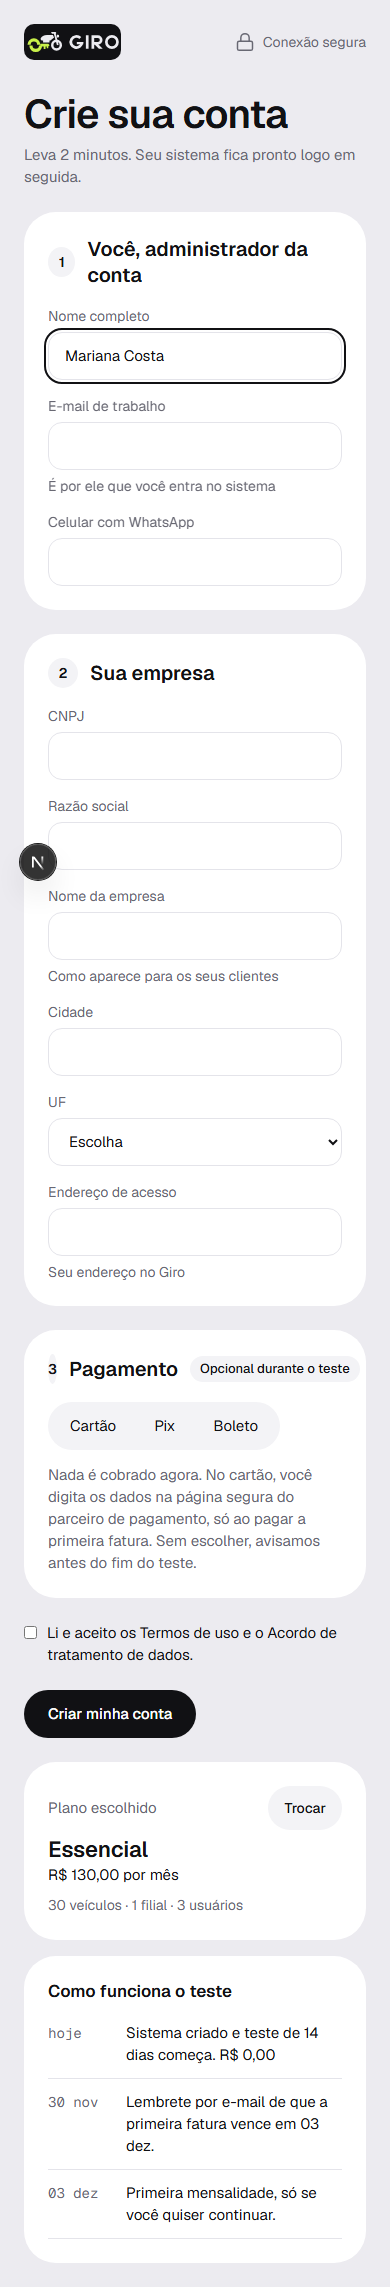 GIRO
Conexão segura
Crie sua conta
Leva 2 minutos. Seu sistema fica pronto logo em
seguida.
1
Você, administrador da
conta
Nome completo
Mariana Costa
E-mail de trabalho
É por ele que você entra no sistema
Celular com WhatsApp
2
Sua empresa
CNPJ
Razão social
N
Nome da empresa
Como aparece para os seus clientes
Cidade
UF
Escolha
Endereço de acesso
Seu endereço no Giro
3
Pagamento
Opcional durante o teste
Cartão
Pix
Boleto
Nada é cobrado agora. No cartão, você
digita os dados na página segura do
parceiro de pagamento, só ao pagar a
primeira fatura. Sem escolher, avisamos
antes do fim do teste.
Li e aceito os Termos de uso e o Acordo de
tratamento de dados.
Criar minha conta
Plano escolhido
Trocar
Essencial
R$ 130,00 por mês
30 veículos · 1 filial · 3 usuários
Como funciona o teste
hoje
Sistema criado e teste de 14
dias começa. R$ 0,00
30 nov
Lembrete por e-mail de que a
primeira fatura vence em 03
dez.
03 dez
Primeira mensalidade, só se
você quiser continuar.